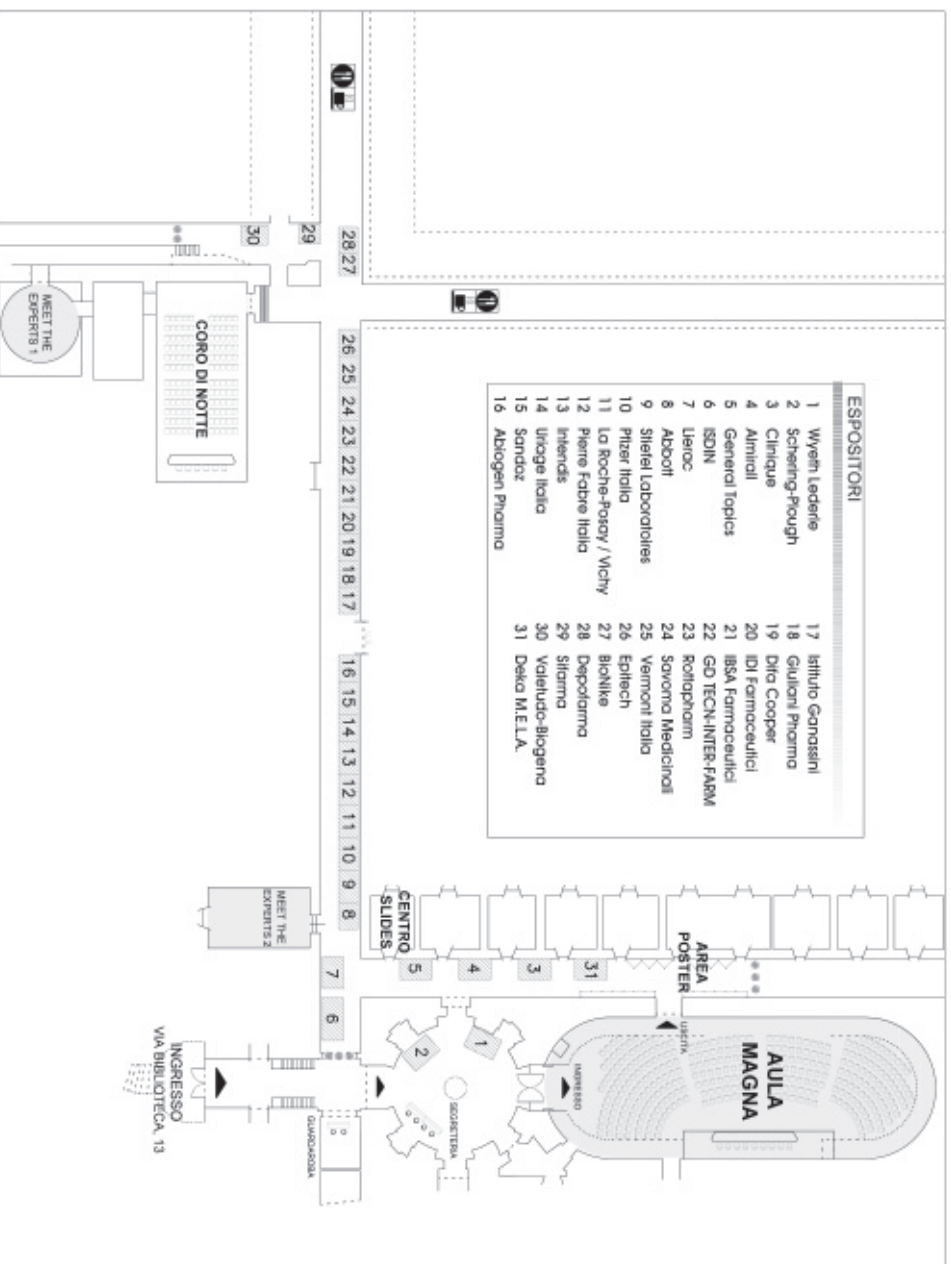 ESPOSITORI
1 Wyeth Lederle
2 Schering-Plough
3 Clinique
4 Almirall
5 General Topics
6 ISDIN
7 Lierac
8 Abbott
9 Stiefel Laboratoires
10 Pfizer Italia
11 La Roche-Posay / Vichy
12 Pierre Fabre Italia
13 Intendis
14 Uriage Italia
15 Sandoz
16 Abiogen Pharma
17 Istituto Ganassini
18 Giuliani Pharma
19 Difa Cooper
20 IDI Farmaceutici
21 IBSA Farmaceutici
22 GD TECN-INTER-FARM
23 Rottapharm
24 Savoma Medicinali
25 Vermont Italia
26 Epitech
27 BioNike
28 Depofarma
29 Sifarma
30 Valetudo-Biogena
31 Deka M.E.L.A.
AULA
MAGNA
USCITA
INGRESSO
AREA
POSTER
31
3
4
5
CENTRO
SLIDES
1
2
SEGRETERIA
28 27
26 25 24 23 22 21 20 19 18 17
16 15 14 13 12 11 10 9 8
7
6
29
30
GUARDAROBA
MEET THE
EXPERTS 2
CORO DI NOTTE
MEET THE
EXPERTS 1
INGRESSO
VIA BIBLIOTECA, 13